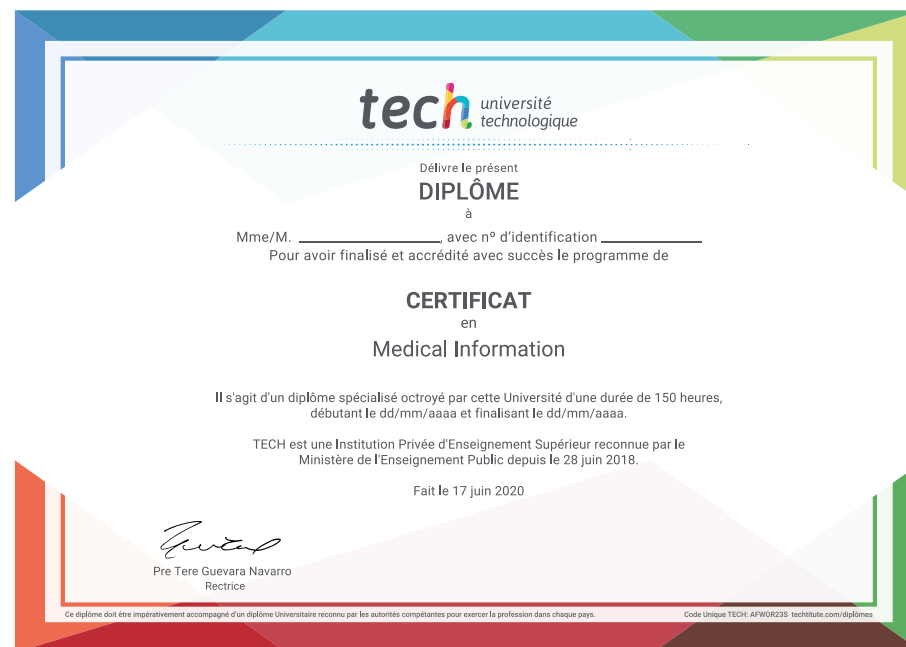 tech université
technologique
Délivre le présent
DIPLÔME
à
Mme/M. ____________________, avec nº d'identification ______________
Pour avoir finalisé et accrédité avec succès le programme de
CERTIFICAT
en
Medical Information
Il s'agit d'un diplôme spécialisé octroyé par cette Université d'une durée de 150 heures,
débutant le dd/mm/aaaa et finalisant le dd/mm/aaaa.
TECH est une Institution Privée d'Enseignement Supérieur reconnue par le
Ministère de l'Enseignement Public depuis le 28 juin 2018.
Fait le 17 juin 2020
Pre Tere Guevara Navarro
Rectrice
Ce diplôme doit être impérativement accompagné d'un diplôme Universitaire reconnu par les autorités compétentes pour exercer la profession dans chaque pays.
Code Unique TECH: AFWOR23S techtitute.com/diplômes